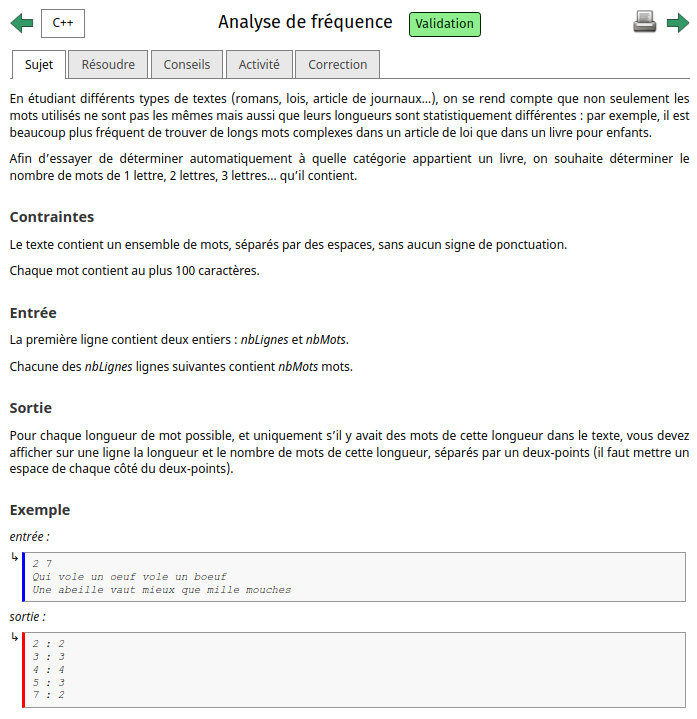 C++
Analyse de fréquence
Validation
Sujet
Résoudre
Conseils
Activité
Correction
En étudiant différents types de textes (romans, lois, article de journaux…), on se rend compte que non seulement les
mots utilisés ne sont pas les mêmes mais aussi que leurs longueurs sont statistiquement différentes : par exemple, il est
beaucoup plus fréquent de trouver de longs mots complexes dans un article de loi que dans un livre pour enfants.
Afin d'essayer de déterminer automatiquement à quelle catégorie appartient un livre, on souhaite déterminer le
nombre de mots de 1 lettre, 2 lettres, 3 lettres… qu'il contient.
Contraintes
Le texte contient un ensemble de mots, séparés par des espaces, sans aucun signe de ponctuation.
Chaque mot contient au plus 100 caractères.
Entrée
La première ligne contient deux entiers : nbLignes et nbMots.
Chacune des nbLignes lignes suivantes contient nbMots mots.
Sortie
Pour chaque longueur de mot possible, et uniquement s'il y avait des mots de cette longueur dans le texte, vous devez
afficher sur une ligne la longueur et le nombre de mots de cette longueur, séparés par un deux-points (il faut mettre un
espace de chaque côté du deux-points).
Exemple
entrée :
2 7
Qui vole un oeuf vole un boeuf
Une abeille vaut mieux que mille mouches
sortie :
2 : 2
3 : 3
4 : 4
5 : 3
7 : 2